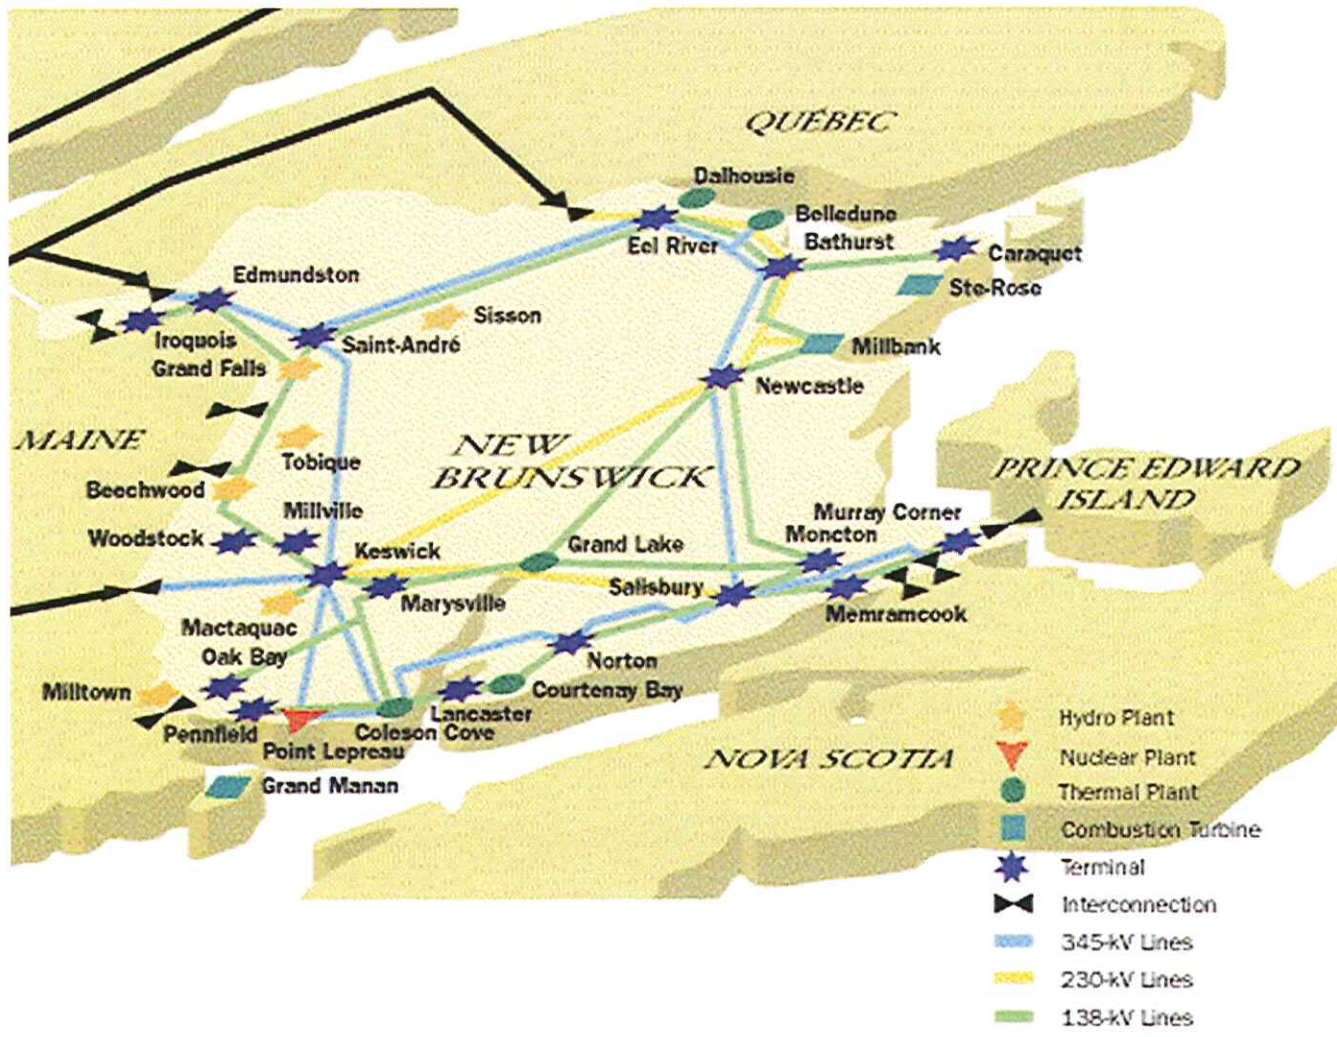 QUÉBEC
Dalhousie
Belledune
Eel River
Bathurst
Caraquet
Edmundston
Ste-Rose
Sisson
Iroquois
Saint-André
Millbank
Grand Falls
Newcastle
MAINE
NEW
BRUNSWICK
Tobique
PRINCE EDWARD
ISLAND
Beechwood
Millville
Murray Corner
Woodstock
Moncton
Keswick
Grand Lake
Salisbury
Marysville
Memramcook
Mactaquac
Oak Bay
Norton
Milltown
Courtenay Bay
Lancaster
Pennfield
Coleson Cove
Point Lepreau
NOVA SCOTIA
Grand Manan
Hydro Plant
Nuclear Plant
Thermal Plant
Combustion Turbine
Terminal
Interconnection
345-kV Lines
230-kV Lines
138-kV Lines